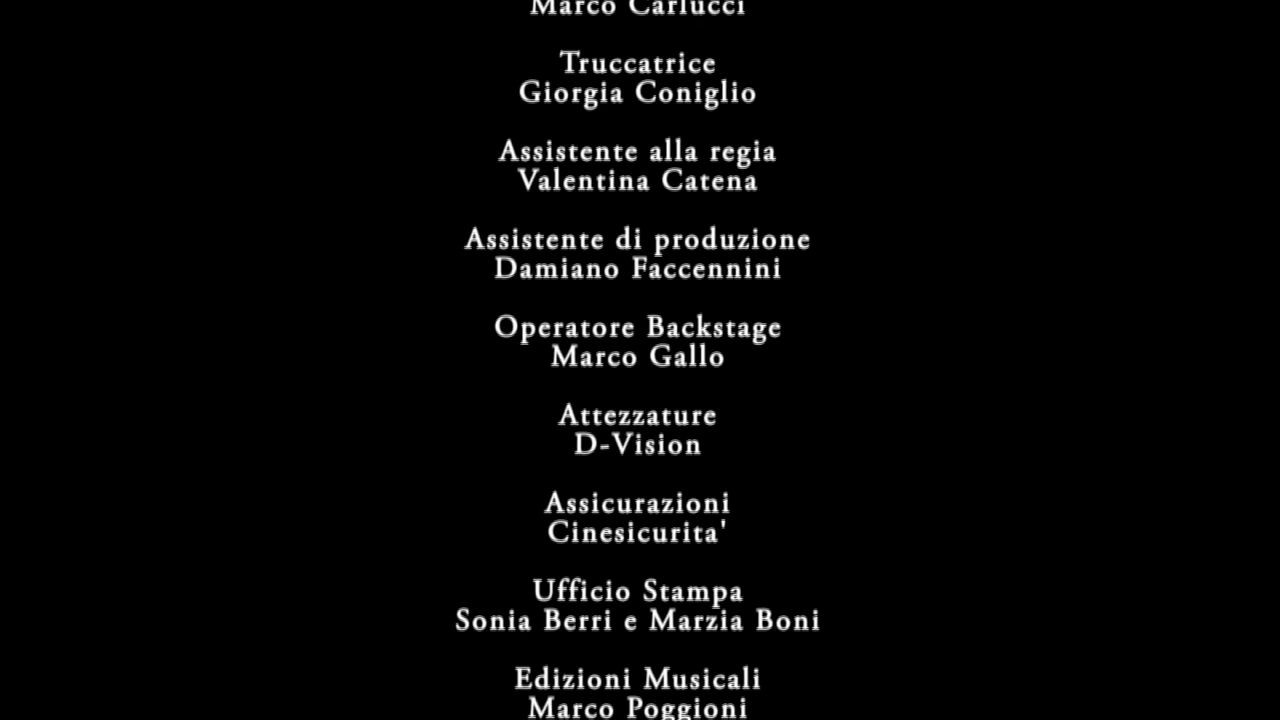 Marco Carlucci
Truccatrice
Giorgia Coniglio
Assistente alla regia
Valentina Catena
Assistente di produzione
Damiano Faccennini
Operatore Backstage
Marco Gallo
Attezzature
D-Vision
Assicurazioni
Cinesicurita'
Ufficio Stampa
Sonia Berri e Marzia Boni
Edizioni Musicali
Marco Poggioni